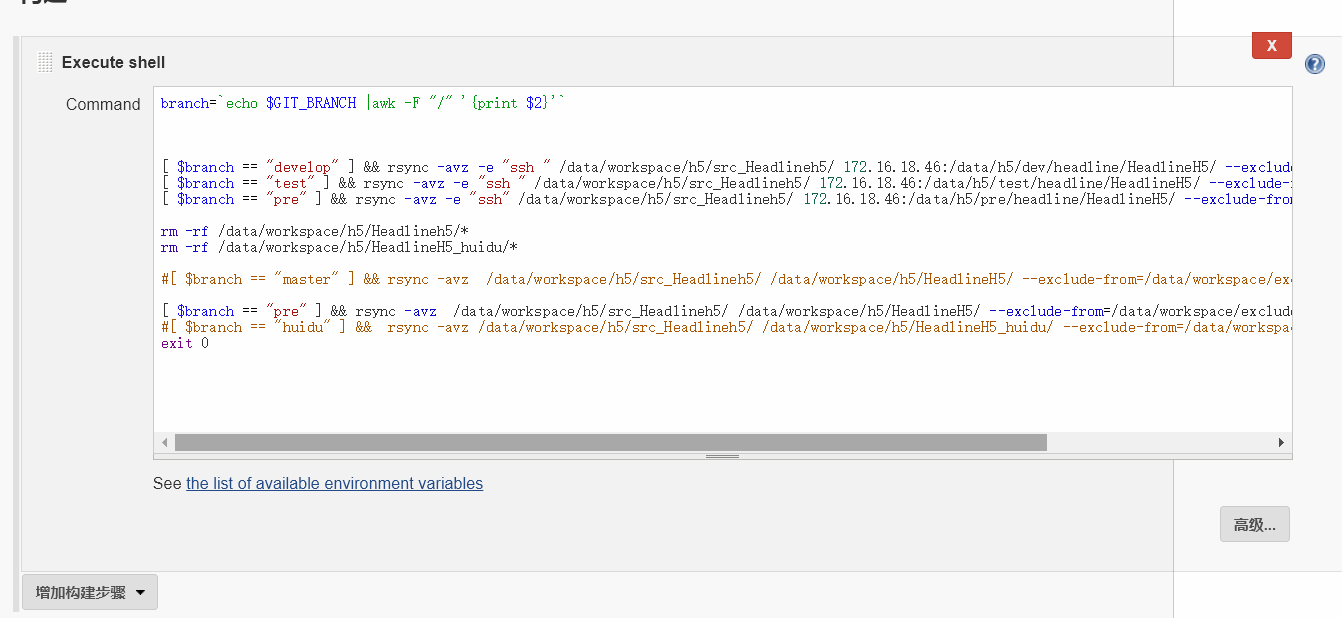 X
Execute shell
Command
branch=`echo $GIT_BRANCH |awk -F "/" '{print $2}'`
[ $branch == "develop" ] && rsync -avz -e "ssh " /data/workspace/h5/src_Headlineh5/ 172.16.18.46:/data/h5/dev/headline/HeadlineH5/ --exclude
[ $branch == "test" ] && rsync -avz -e "ssh " /data/workspace/h5/src_Headlineh5/ 172.16.18.46:/data/h5/test/headline/HeadlineH5/ --exclude-
[ $branch == "pre" ] && rsync -avz -e "ssh" /data/workspace/h5/src_Headlineh5/ 172.16.18.46:/data/h5/pre/headline/HeadlineH5/ --exclude-fro
rm -rf /data/workspace/h5/Headlineh5/*
rm -rf /data/workspace/h5/HeadlineH5_huidu/*
#[ $branch == "master" ] && rsync -avz  /data/workspace/h5/src_Headlineh5/ /data/workspace/h5/HeadlineH5/ --exclude-from=/data/workspace/ex
[ $branch == "pre" ] && rsync -avz  /data/workspace/h5/src_Headlineh5/ /data/workspace/h5/HeadlineH5/ --exclude-from=/data/workspace/exclud
#[ $branch == "huidu" ] &&  rsync -avz /data/workspace/h5/src_Headlineh5/ /data/workspace/h5/HeadlineH5_huidu/ --exclude-from=/data/workspa
exit 0
See the list of available environment variables
高级...
增加构建步骤